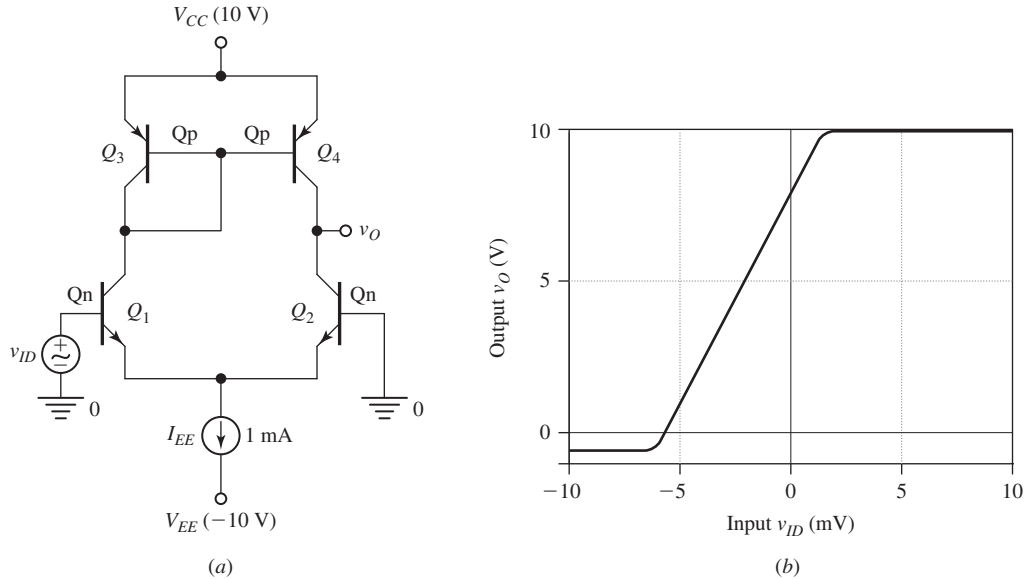 V_CC (10 V)
Qp Qp
Q_3 Q_4
v_O
Qn Qn
Q_1 Q_2
v_ID
+
−
0 0
I_EE 1 mA
V_EE (−10 V)
(a)
10
5
0
Output v_O (V)
−10 −5 0 5 10
Input v_ID (mV)
(b)